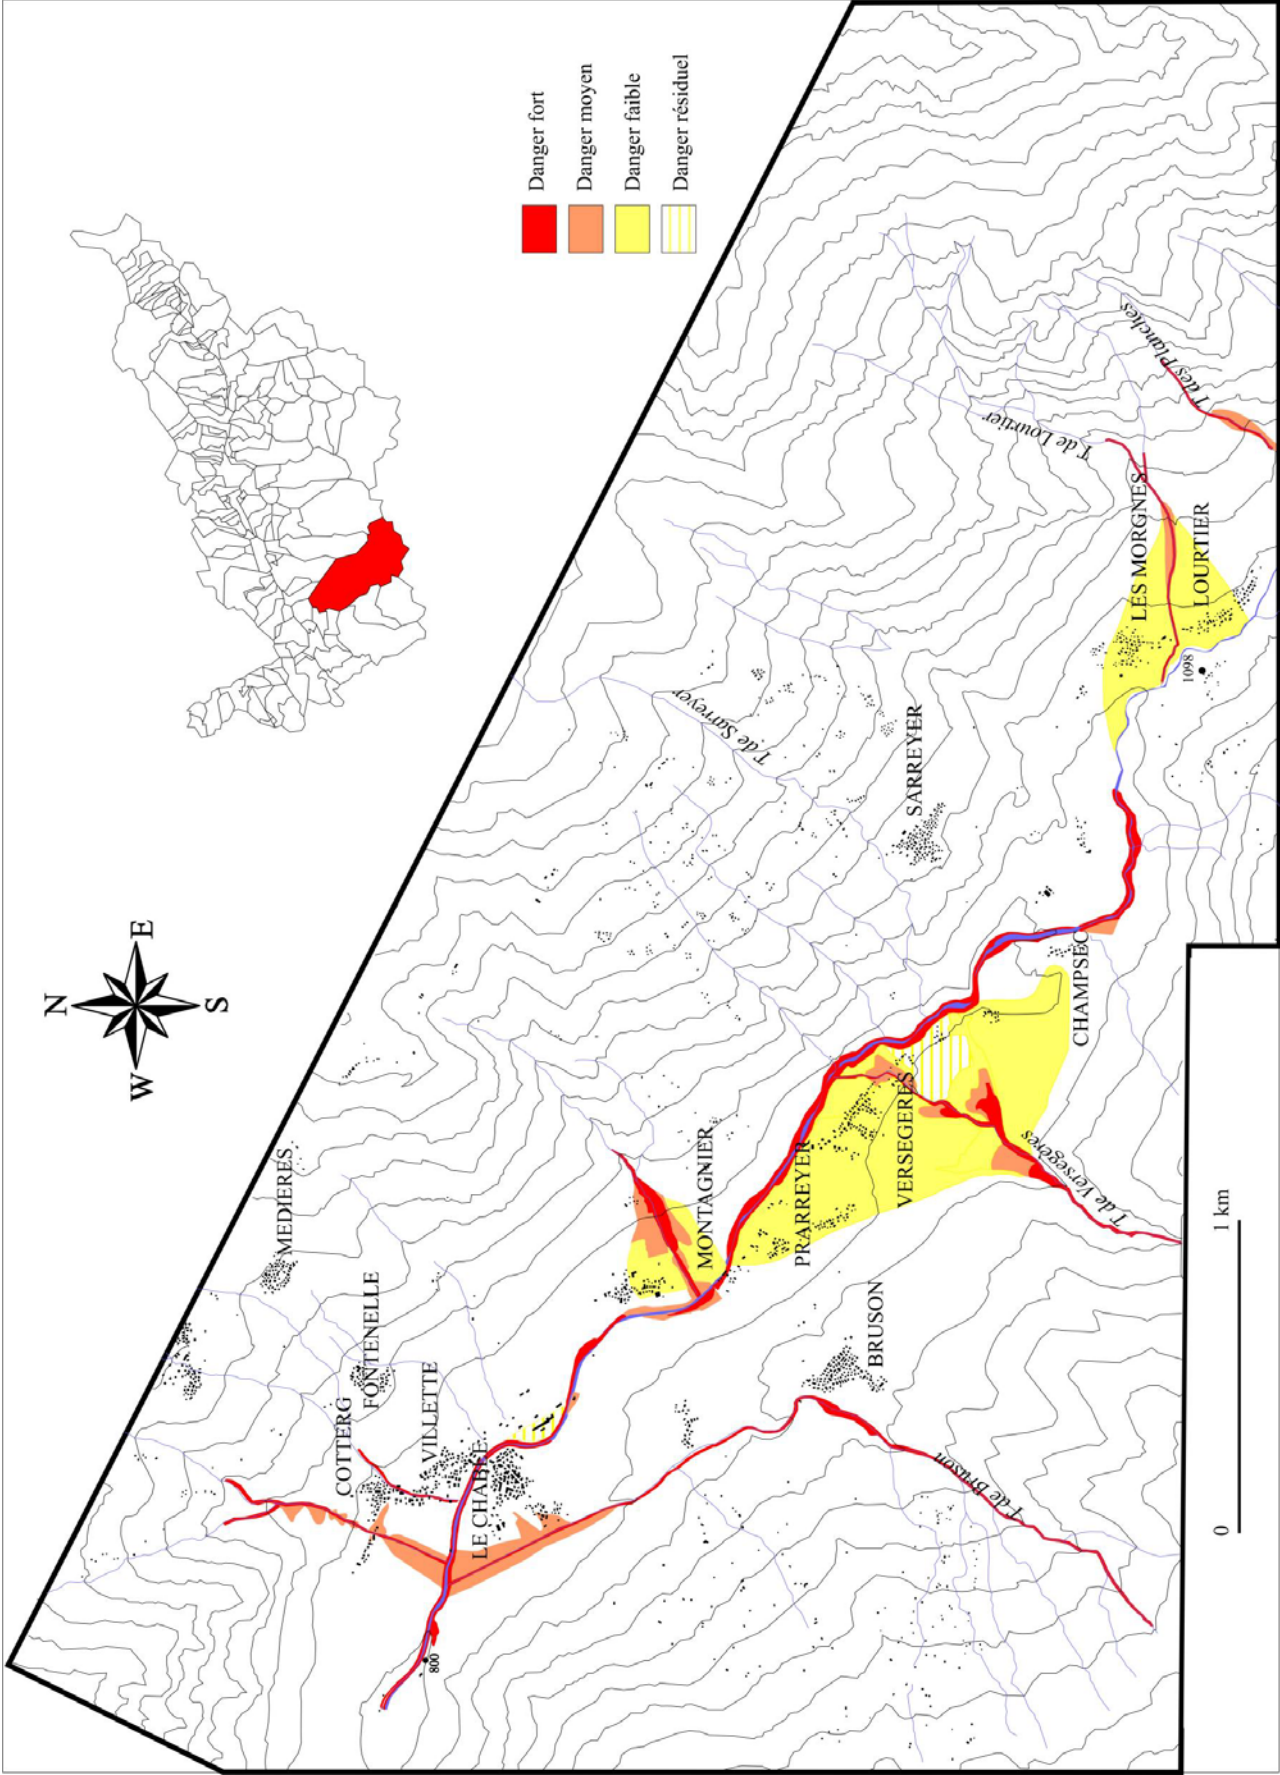 N
W
E
S
Danger fort
Danger moyen
Danger faible
Danger résiduel
MEDIERES
FONTENELLE
COTTERG
VILLETTE
LE CHABLE
800
MONTAGNIER
PRARREYER
BRUSON
VERSEGERES
CHAMPSEC
SARREYER
LES MORGNES
LOURTIER
1098
T de Sarreyer
T de Lourtier
T des Planches
T de Versegères
T de Bruson
0
1 km